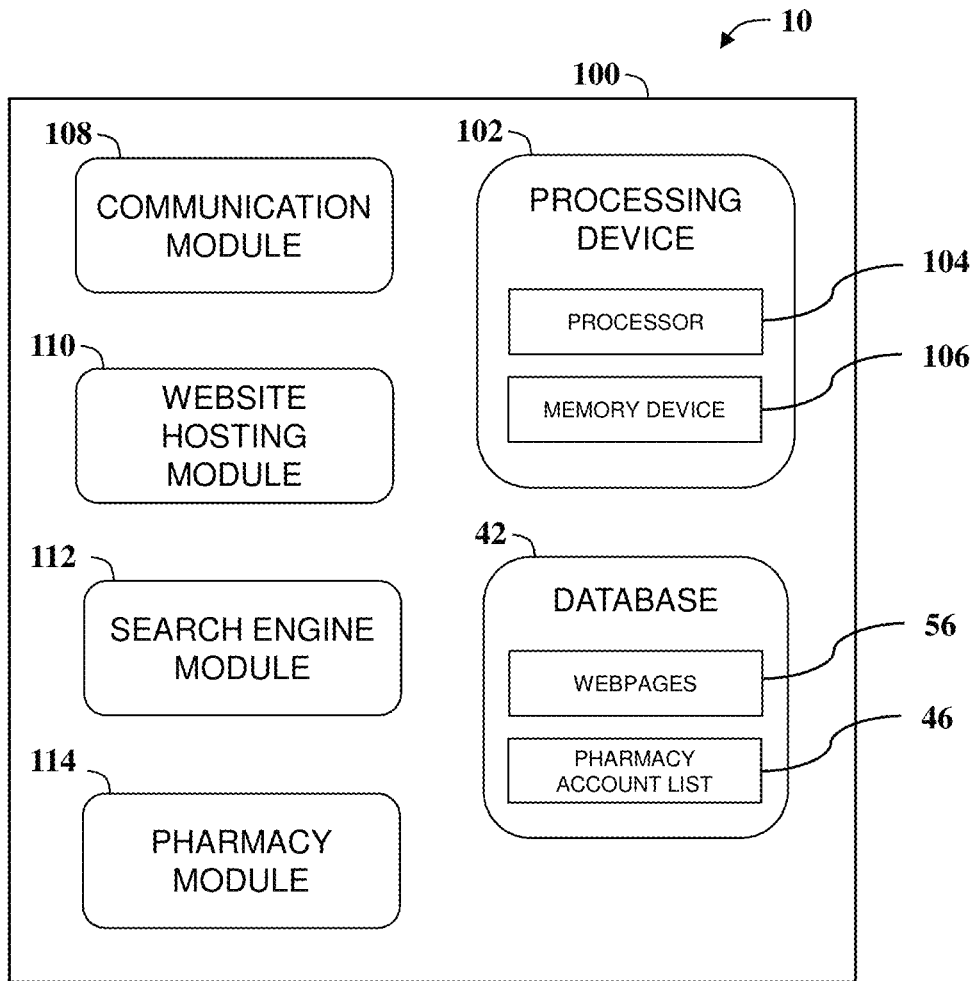 10
100
108
COMMUNICATION
MODULE
102
PROCESSING
DEVICE
104
PROCESSOR
106
MEMORY DEVICE
110
WEBSITE
HOSTING
MODULE
112
SEARCH ENGINE
MODULE
42
DATABASE
56
WEBPAGES
46
PHARMACY
ACCOUNT LIST
114
PHARMACY
MODULE